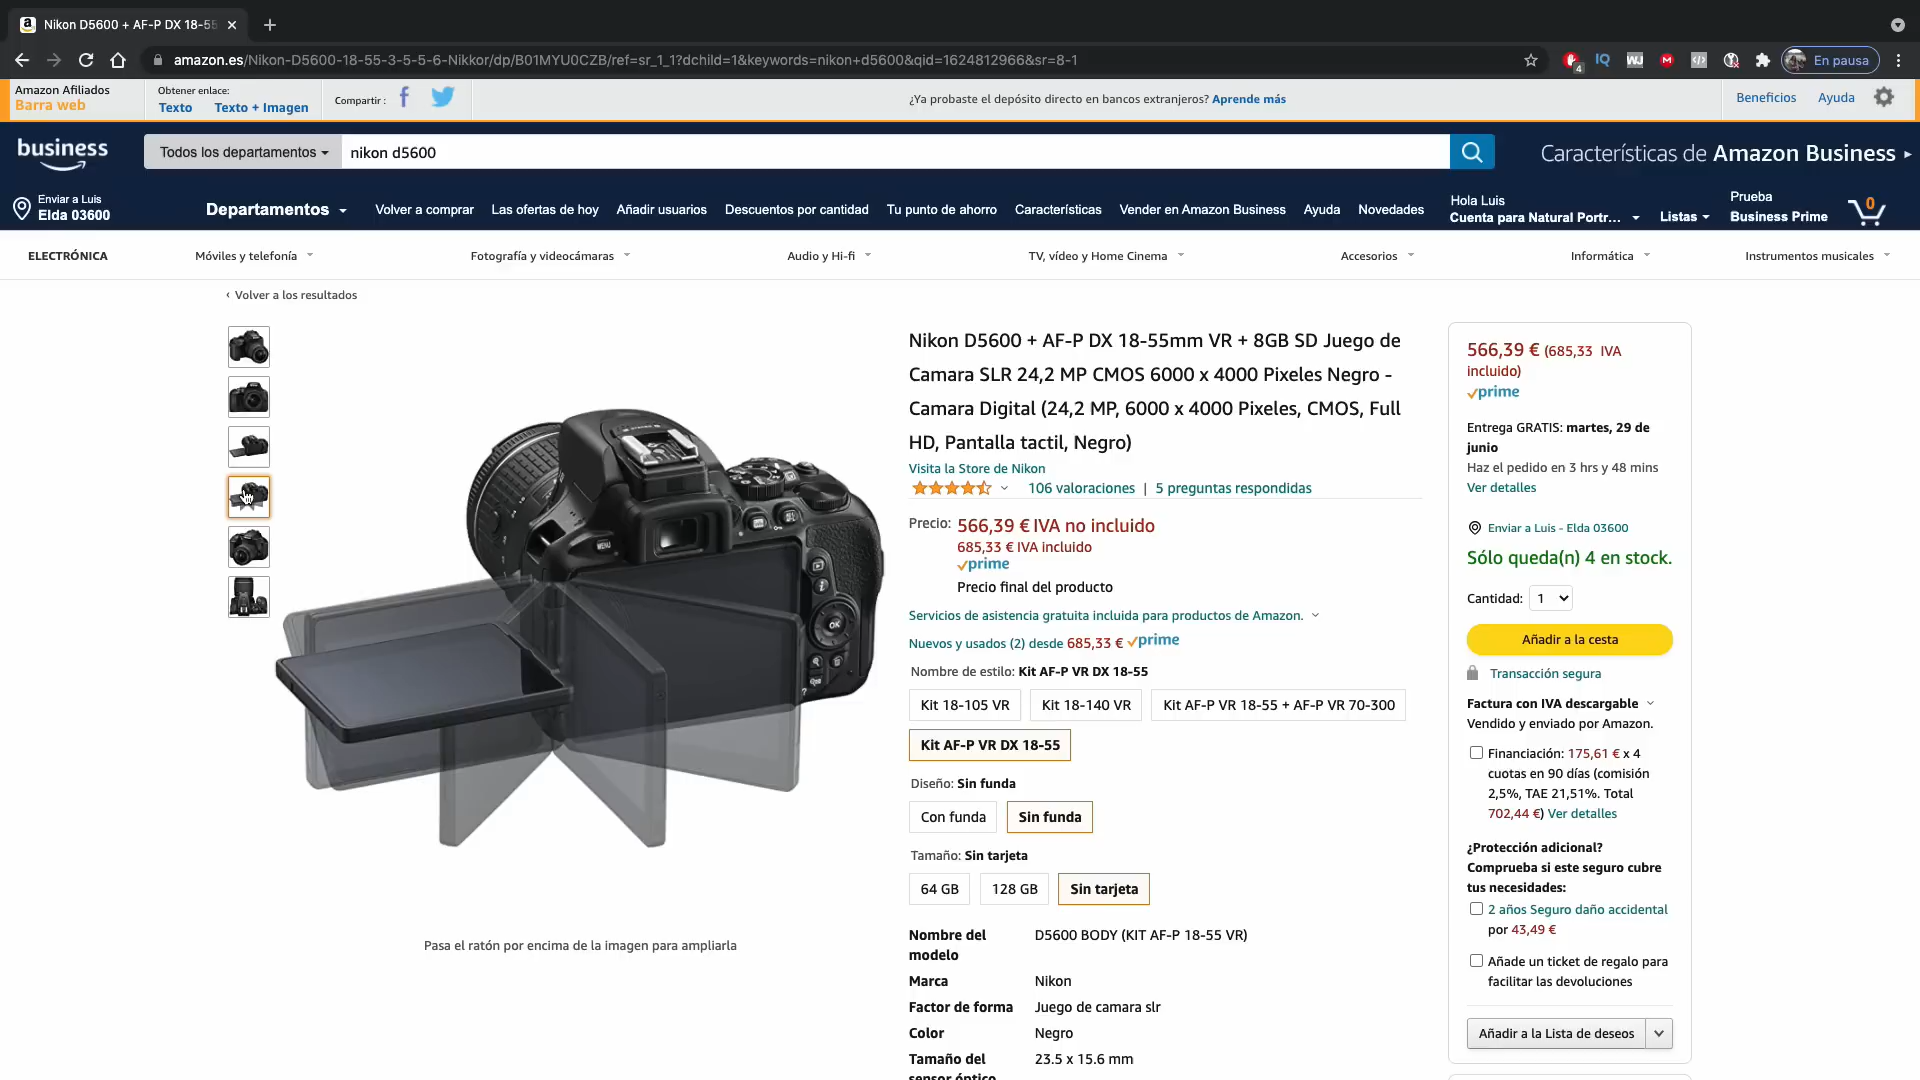 Nikon D5600 + AF-P DX 18-55
amazon.es/Nikon-D5600-18-55-3-5-5-6-Nikkor/dp/B01MYU0CZB/ref=sr_1_1?dchild=1&keywords=nikon+d5600&qid=1624812966&sr=8-1
4
IQ
En pausa
Amazon Afiliados
Barra web
Obtener enlace:
Texto
Texto + Imagen
Compartir :
¿Ya probaste el depósito directo en bancos extranjeros? Aprende más
Beneficios
Ayuda
business
Todos los departamentos
nikon d5600
Características de Amazon Business
Enviar a Luis
Elda 03600
Departamentos
Volver a comprar
Las ofertas de hoy
Añadir usuarios
Descuentos por cantidad
Tu punto de ahorro
Características
Vender en Amazon Business
Ayuda
Novedades
Hola Luis
Cuenta para Natural Portr...
Listas
Prueba
Business Prime
0
ELECTRÓNICA
Móviles y telefonía
Fotografía y videocámaras
Audio y Hi-fi
TV, vídeo y Home Cinema
Accesorios
Informática
Instrumentos musicales
‹ Volver a los resultados
MENU
OK
Pasa el ratón por encima de la imagen para ampliarla
Nikon D5600 + AF-P DX 18-55mm VR + 8GB SD Juego de
Camara SLR 24,2 MP CMOS 6000 x 4000 Pixeles Negro -
Camara Digital (24,2 MP, 6000 x 4000 Pixeles, CMOS, Full
HD, Pantalla tactil, Negro)
Visita la Store de Nikon
106 valoraciones | 5 preguntas respondidas
Precio: 566,39 € IVA no incluido
685,33 € IVA incluido
prime
Precio final del producto
Servicios de asistencia gratuita incluida para productos de Amazon.
Nuevos y usados (2) desde 685,33 € prime
Nombre de estilo: Kit AF-P VR DX 18-55
Kit 18-105 VR
Kit 18-140 VR
Kit AF-P VR 18-55 + AF-P VR 70-300
Kit AF-P VR DX 18-55
Diseño: Sin funda
Con funda
Sin funda
Tamaño: Sin tarjeta
64 GB
128 GB
Sin tarjeta
Nombre del modelo D5600 BODY (KIT AF-P 18-55 VR)
Marca Nikon
Factor de forma Juego de camara slr
Color Negro
Tamaño del sensor óptico 23.5 x 15.6 mm
566,39 € (685,33 IVA
incluido)
prime
Entrega GRATIS: martes, 29 de
junio
Haz el pedido en 3 hrs y 48 mins
Ver detalles
Enviar a Luis - Elda 03600
Sólo queda(n) 4 en stock.
Cantidad: 1
Añadir a la cesta
Transacción segura
Factura con IVA descargable
Vendido y enviado por Amazon.
Financiación: 175,61 € x 4
cuotas en 90 días (comisión
2,5%, TAE 21,51%. Total
702,44 €) Ver detalles
¿Protección adicional?
Comprueba si este seguro cubre
tus necesidades:
2 años Seguro daño accidental
por 43,49 €
Añade un ticket de regalo para
facilitar las devoluciones
Añadir a la Lista de deseos